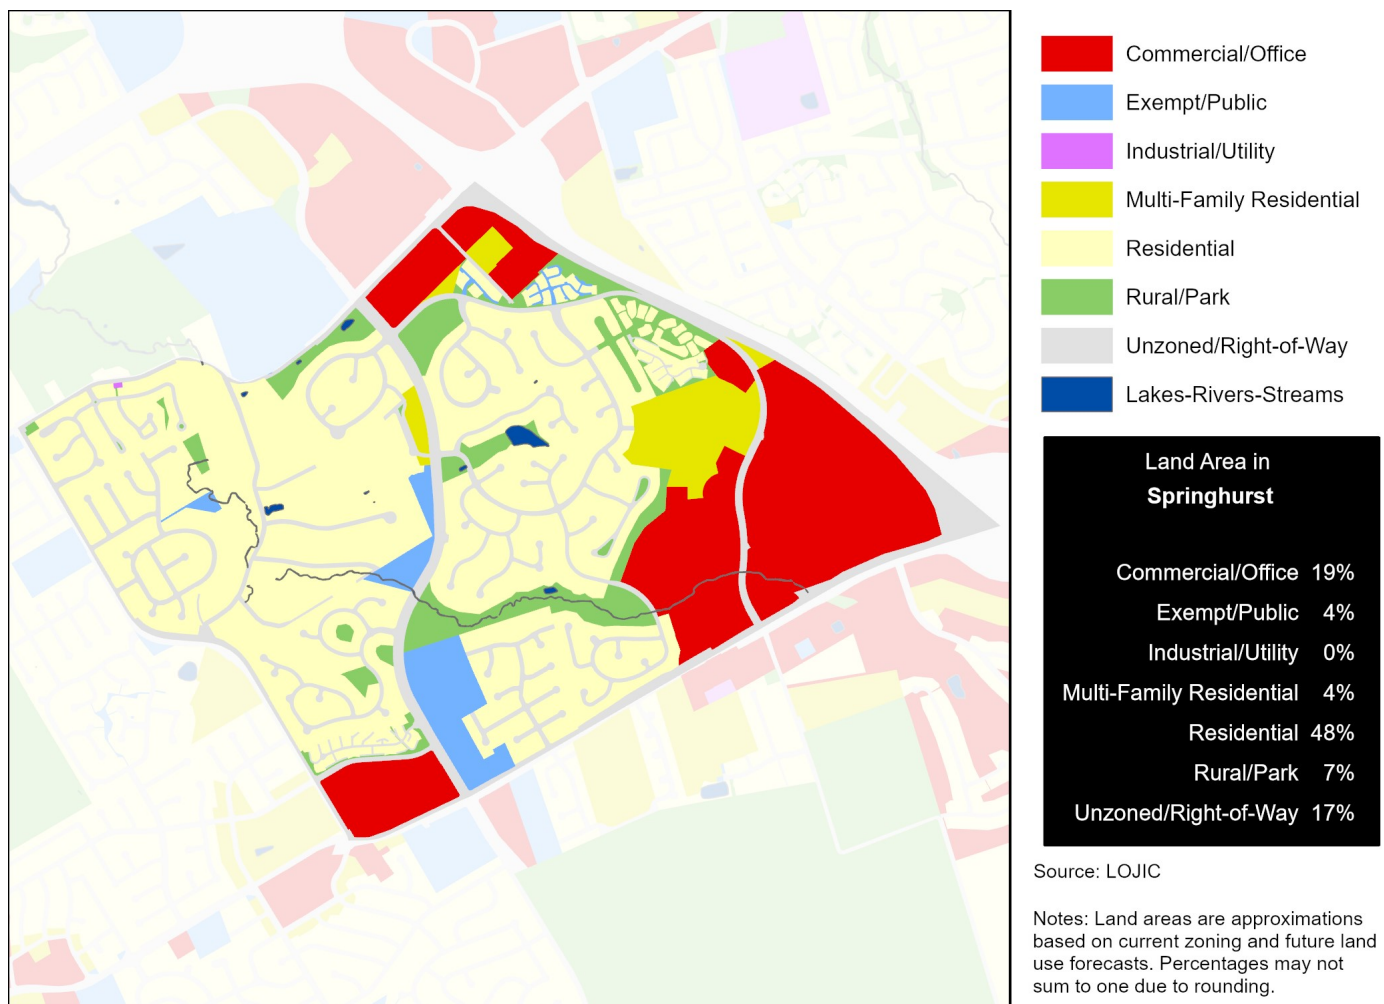 Commercial/Office
Exempt/Public
Industrial/Utility
Multi-Family Residential
Residential
Rural/Park
Unzoned/Right-of-Way
Lakes-Rivers-Streams
Land Area in
Springhurst
Commercial/Office 19%
Exempt/Public 4%
Industrial/Utility 0%
Multi-Family Residential 4%
Residential 48%
Rural/Park 7%
Unzoned/Right-of-Way 17%
Source: LOJIC
Notes: Land areas are approximations
based on current zoning and future land
use forecasts. Percentages may not
sum to one due to rounding.